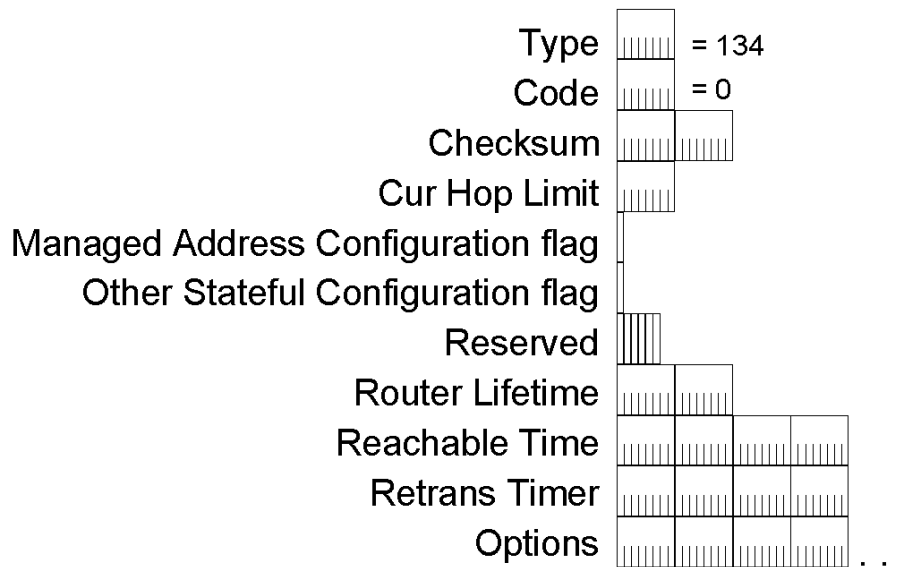 Type = 134
Code = 0
Checksum
Cur Hop Limit
Managed Address Configuration flag
Other Stateful Configuration flag
Reserved
Router Lifetime
Reachable Time
Retrans Timer
Options . .